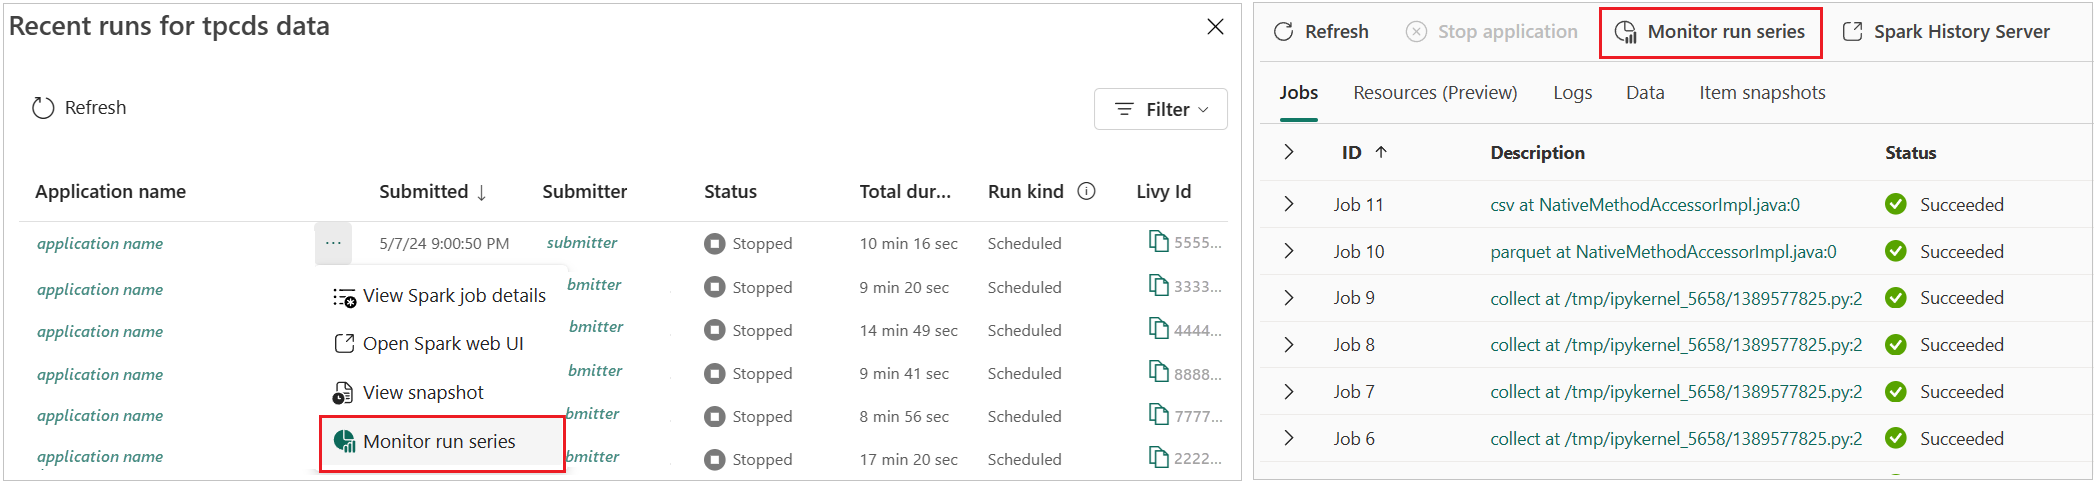 Recent runs for tpcds data
Refresh
Filter
Application name Submitted ↓ Submitter Status Total dur... Run kind Livy Id
application name ... 5/7/24 9:00:50 PM submitter Stopped 10 min 16 sec Scheduled 5555...
application name bmitter Stopped 9 min 20 sec Scheduled 3333...
application name bmitter Stopped 14 min 49 sec Scheduled 4444...
application name bmitter Stopped 9 min 41 sec Scheduled 8888...
application name bmitter Stopped 8 min 56 sec Scheduled 7777...
application name bmitter Stopped 17 min 20 sec Scheduled 2222...
View Spark job details
Open Spark web UI
View snapshot
Monitor run series
Refresh Stop application Monitor run series Spark History Server
Jobs Resources (Preview) Logs Data Item snapshots
ID ↑ Description Status
Job 11 csv at NativeMethodAccessorImpl.java:0 Succeeded
Job 10 parquet at NativeMethodAccessorImpl.java:0 Succeeded
Job 9 collect at /tmp/ipykernel_5658/1389577825.py:2 Succeeded
Job 8 collect at /tmp/ipykernel_5658/1389577825.py:2 Succeeded
Job 7 collect at /tmp/ipykernel_5658/1389577825.py:2 Succeeded
Job 6 collect at /tmp/ipykernel_5658/1389577825.py:2 Succeeded